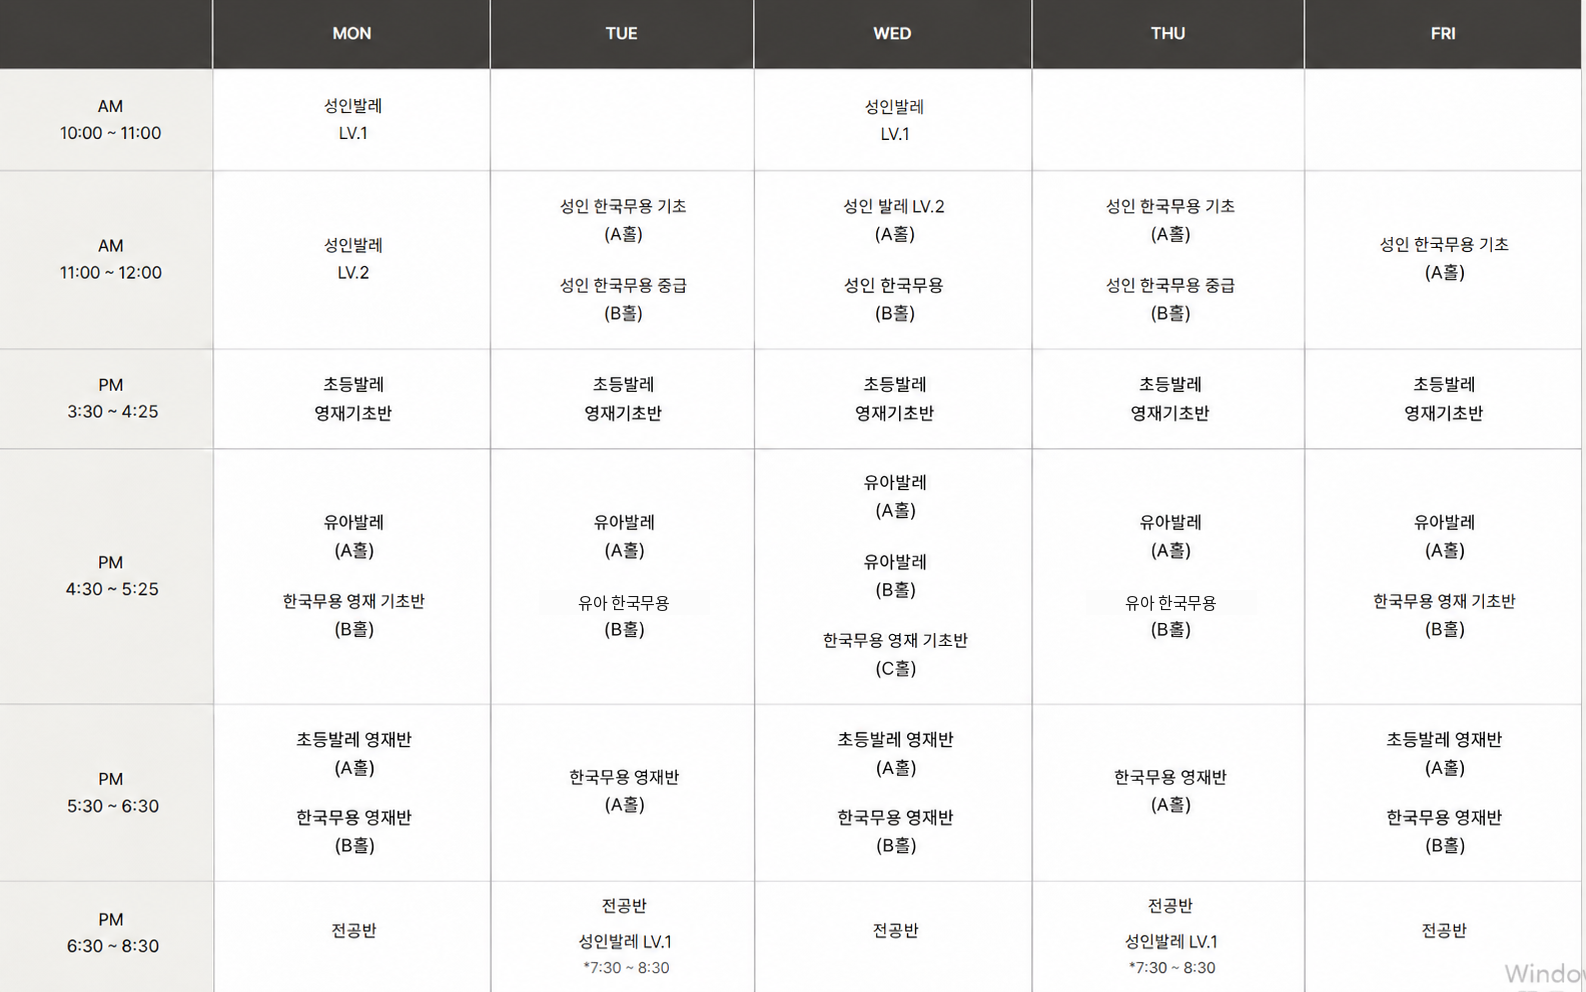 MON TUE WED THU FRI
AM
10:00 ~ 11:00
성인발레
LV.1
성인발레
LV.1
AM
11:00 ~ 12:00
성인발레
LV.2
성인 한국무용 기초
(A홀)
성인 한국무용 중급
(B홀)
성인 발레 LV.2
(A홀)
성인 한국무용
(B홀)
성인 한국무용 기초
(A홀)
성인 한국무용 중급
(B홀)
성인 한국무용 기초
(A홀)
PM
3:30 ~ 4:25
초등발레
영재기초반
초등발레
영재기초반
초등발레
영재기초반
초등발레
영재기초반
초등발레
영재기초반
PM
4:30 ~ 5:25
유아발레
(A홀)
한국무용 영재 기초반
(B홀)
유아발레
(A홀)
유아 한국무용
(B홀)
유아발레
(A홀)
유아발레
(B홀)
한국무용 영재 기초반
(C홀)
유아발레
(A홀)
유아 한국무용
(B홀)
유아발레
(A홀)
한국무용 영재 기초반
(B홀)
PM
5:30 ~ 6:30
초등발레 영재반
(A홀)
한국무용 영재반
(B홀)
한국무용 영재반
(A홀)
초등발레 영재반
(A홀)
한국무용 영재반
(B홀)
한국무용 영재반
(A홀)
초등발레 영재반
(A홀)
한국무용 영재반
(B홀)
PM
6:30 ~ 8:30
전공반
전공반
성인발레 LV.1
*7:30 ~ 8:30
전공반
전공반
성인발레 LV.1
*7:30 ~ 8:30
전공반